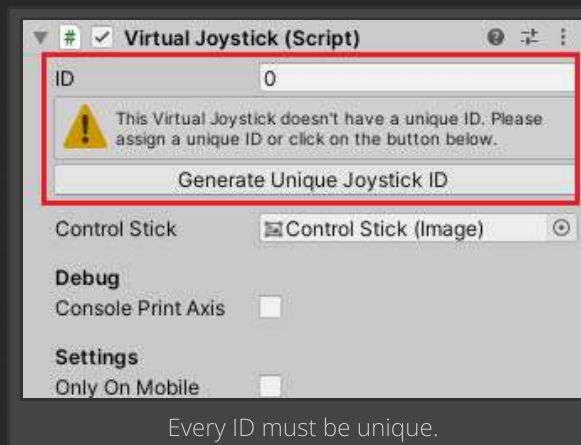 Virtual Joystick (Script)
ID 0
This Virtual Joystick doesn't have a unique ID. Please
assign a unique ID or click on the button below.
Generate Unique Joystick ID
Control Stick Control Stick (Image)
Debug
Console Print Axis
Settings
Only On Mobile
Every ID must be unique.